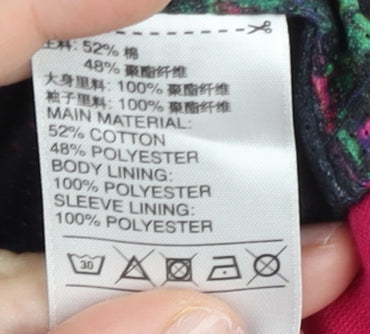 主料: 52% 棉
48% 聚酯纤维
大身里料: 100% 聚酯纤维
袖子里料: 100% 聚酯纤维
MAIN MATERIAL:
52% COTTON
48% POLYESTER
BODY LINING:
100% POLYESTER
SLEEVE LINING:
100% POLYESTER
30